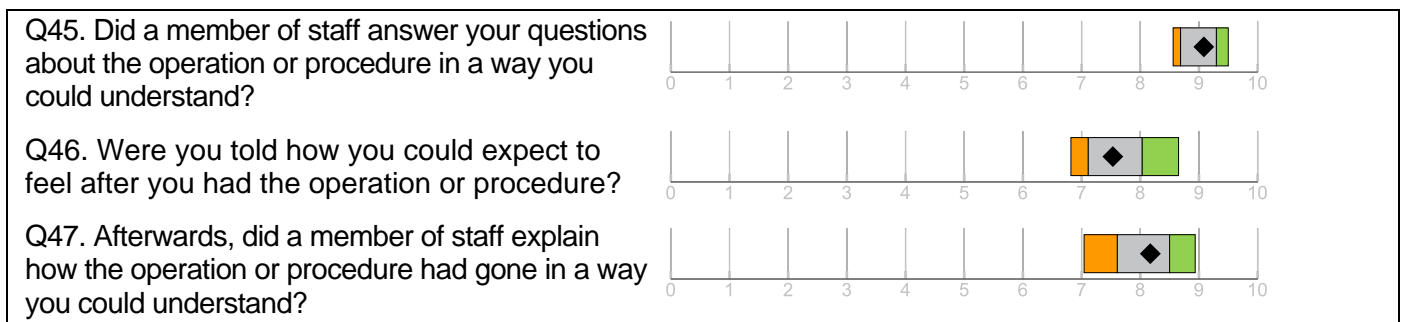 Q45. Did a member of staff answer your questions
about the operation or procedure in a way you
could understand?
0 1 2 3 4 5 6 7 8 9 10
Q46. Were you told how you could expect to
feel after you had the operation or procedure?
0 1 2 3 4 5 6 7 8 9 10
Q47. Afterwards, did a member of staff explain
how the operation or procedure had gone in a way
you could understand?
0 1 2 3 4 5 6 7 8 9 10